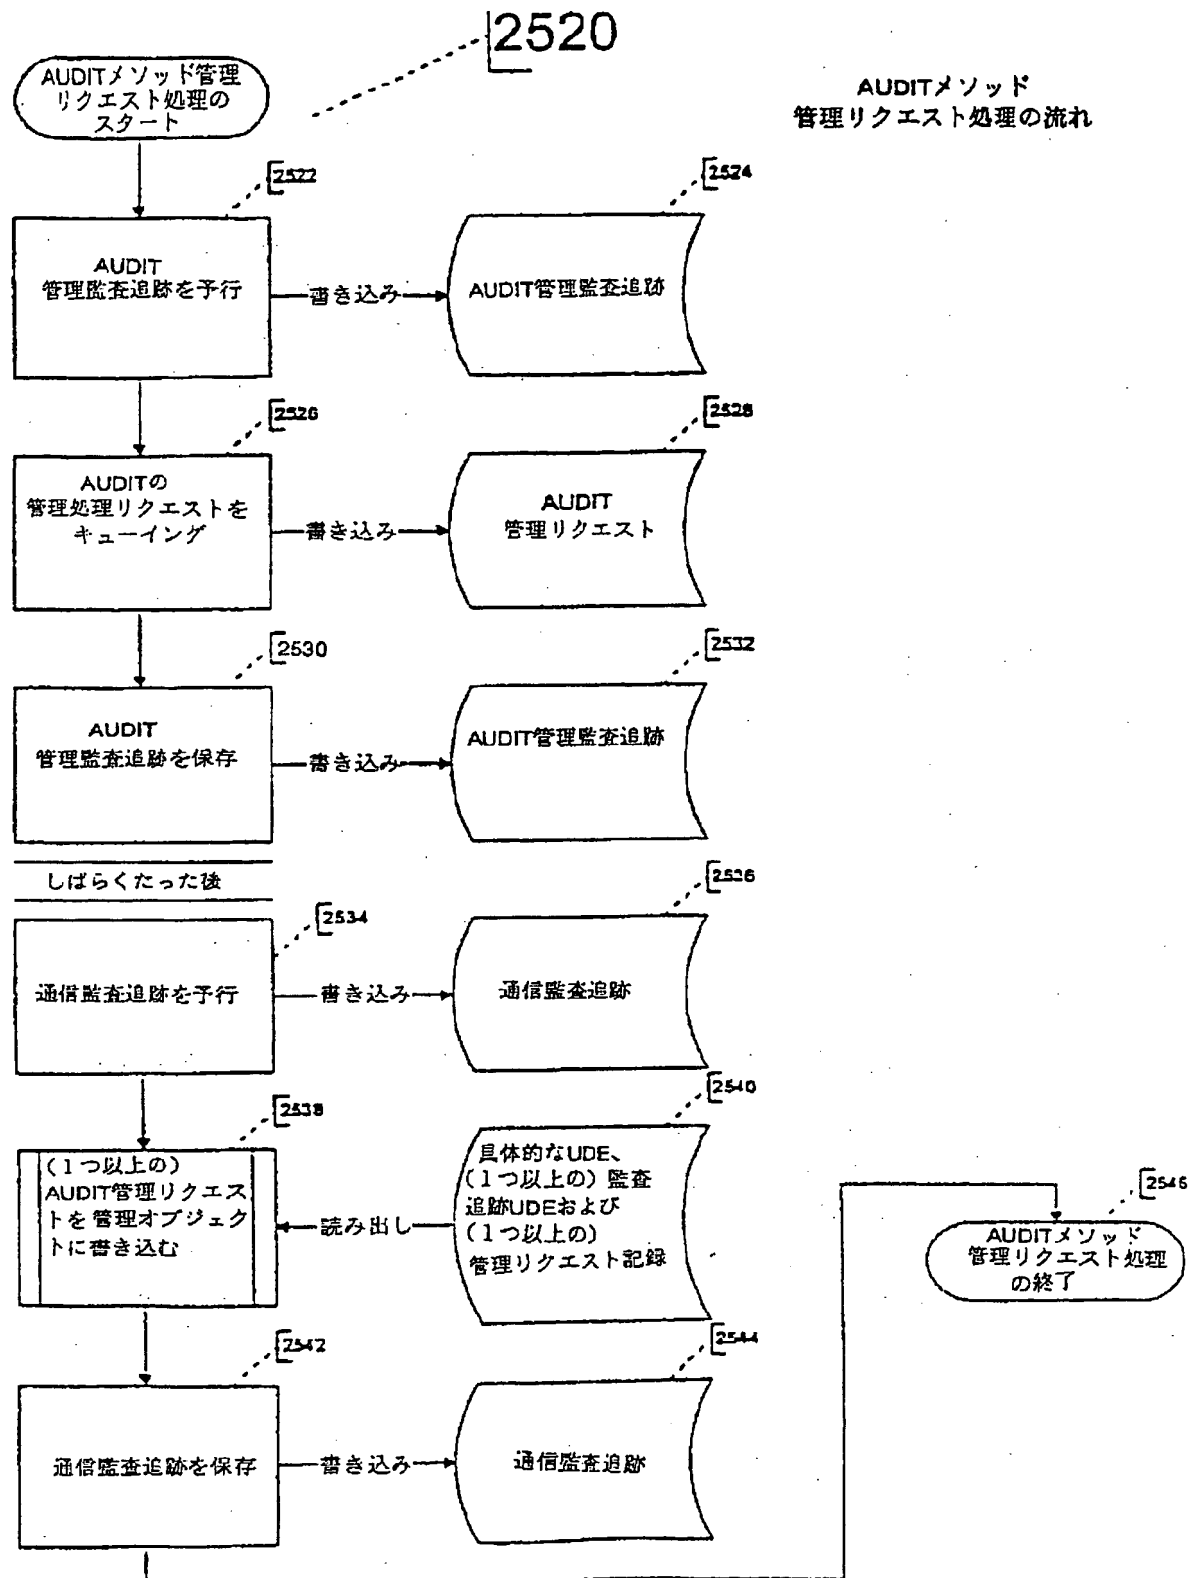 2520
AUDITメソッド管理
リクエスト処理の
スタート
AUDITメソッド
管理リクエスト処理の流れ
2522
2524
AUDIT
管理監査追跡を予行
書き込み
AUDIT管理監査追跡
2526
2528
AUDITの
管理処理リクエストを
キューイング
書き込み
AUDIT
管理リクエスト
2530
2532
AUDIT
管理監査追跡を保存
書き込み
AUDIT管理監査追跡
しばらくたった後
2534
2536
通信監査追跡を予行
書き込み
通信監査追跡
2538
2540
(1つ以上の)
AUDIT管理リクエス
トを管理オブジェク
トに書き込む
読み出し
具体的なUDE、
(1つ以上の)監査
追跡UDEおよび
(1つ以上の)
管理リクエスト記録
2546
AUDITメソッド
管理リクエスト処理
の終了
2542
2544
通信監査追跡を保存
書き込み
通信監査追跡